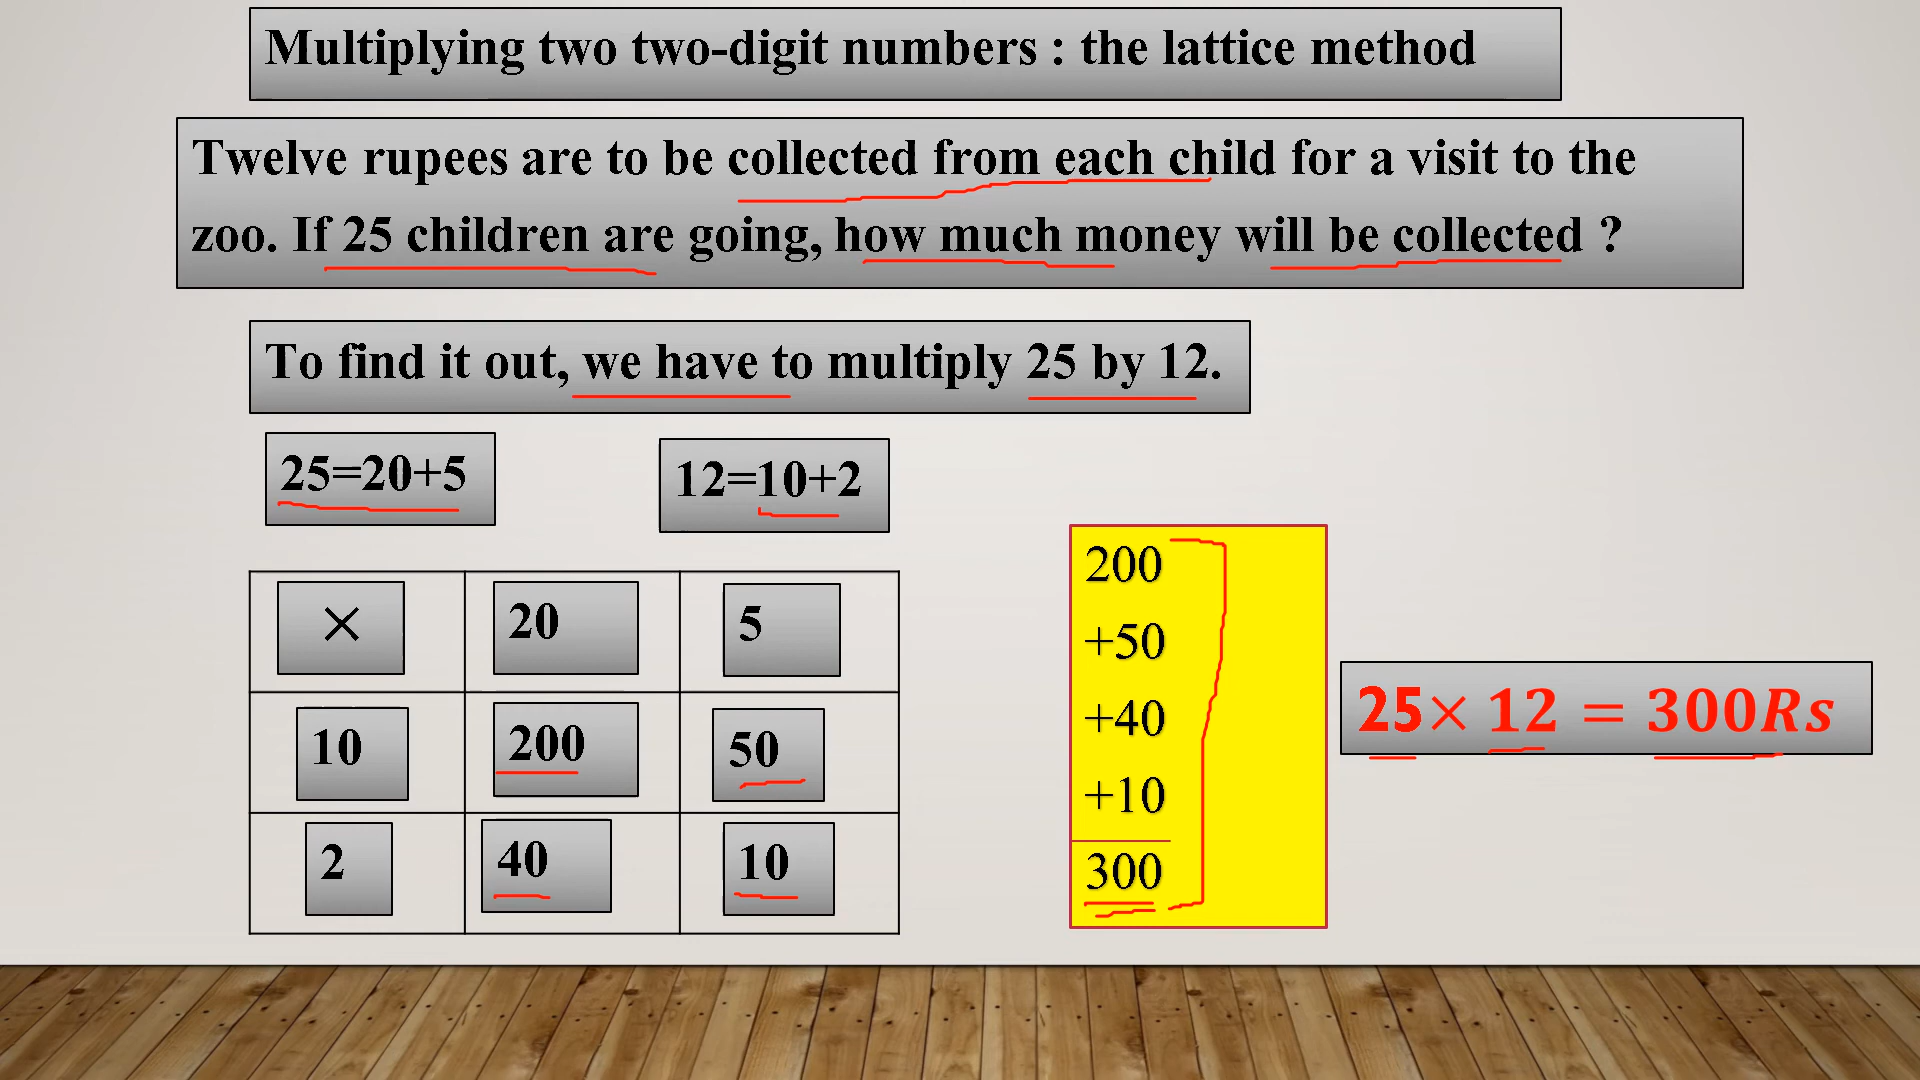 Multiplying two two-digit numbers : the lattice method
Twelve rupees are to be collected from each child for a visit to the
zoo. If 25 children are going, how much money will be collected ?
To find it out, we have to multiply 25 by 12.
25=20+5
12=10+2
× 20 5
10 200 50
2 40 10
200
+50
+40
+10
300
25× 12 = 300Rs